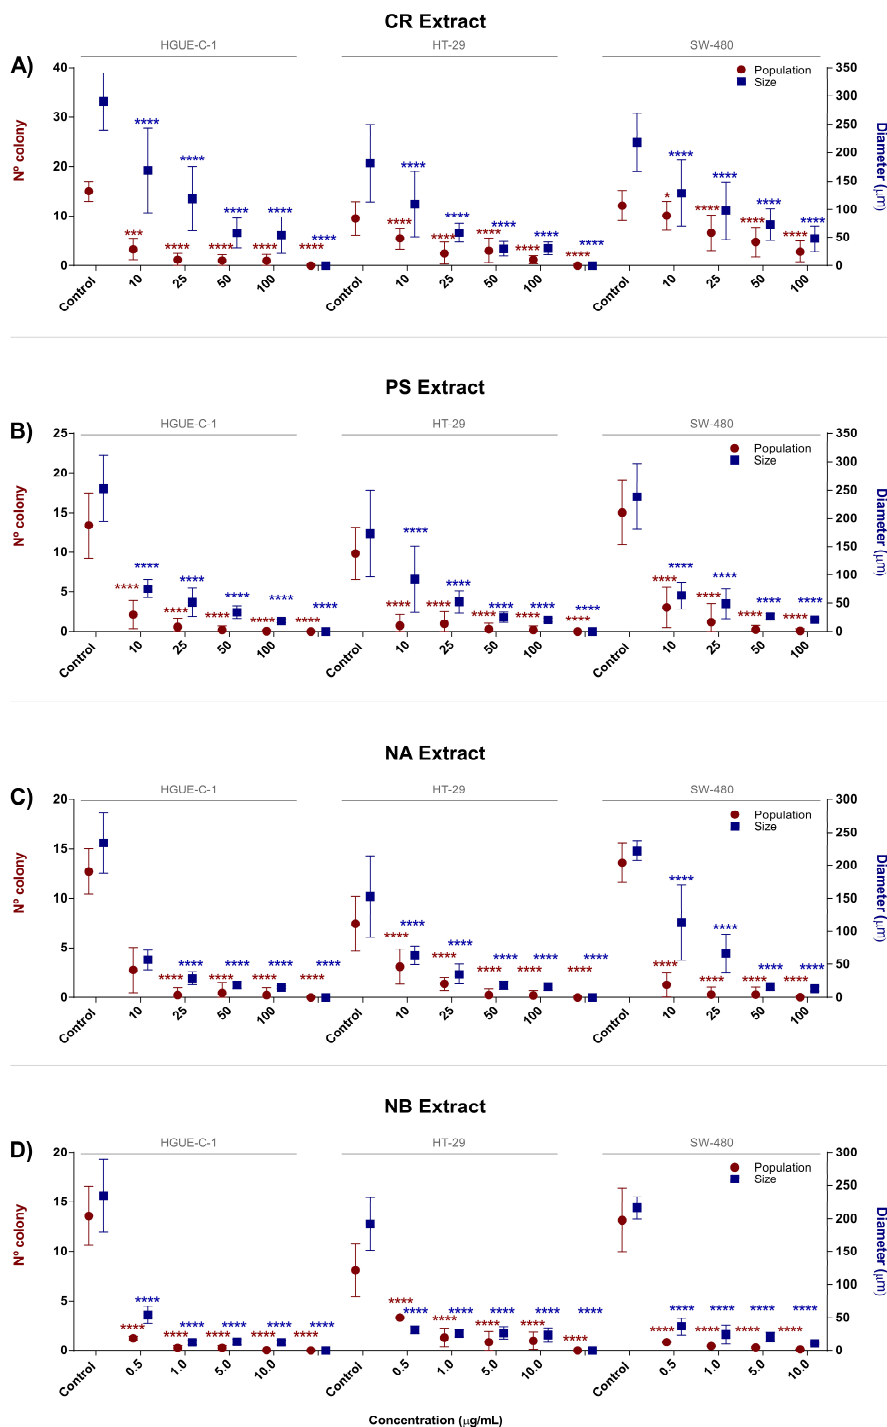 CR Extract
HGUE-C-1 HT-29 SW-480
A)
Population
Size
40
30
20
10
0
Nº colony
350
300
250
200
150
100
50
0
Diameter (µm)
**** **** **** **** ****
*** **** **** **** ****
**** **** **** **** ****
**** **** **** **** ****
**** **** **** ****
* **** **** ****
Control 10 25 50 100 Control 10 25 50 100 Control 10 25 50 100
PS Extract
HGUE-C-1 HT-29 SW-480
B)
Population
Size
25
20
15
10
5
0
Nº colony
350
300
250
200
150
100
50
0
Diameter (µm)
**** **** **** **** ****
**** **** **** **** ****
**** **** **** **** ****
**** **** **** **** ****
**** **** **** ****
**** **** **** ****
Control 10 25 50 100 Control 10 25 50 100 Control 10 25 50 100
NA Extract
HGUE-C-1 HT-29 SW-480
C)
Population
Size
20
15
10
5
0
Nº colony
300
250
200
150
100
50
0
Diameter (µm)
**** **** **** ****
**** **** **** ****
**** **** **** **** ****
**** **** **** **** ****
**** **** **** ****
**** **** **** ****
Control 10 25 50 100 Control 10 25 50 100 Control 10 25 50 100
NB Extract
HGUE-C-1 HT-29 SW-480
D)
Population
Size
20
15
10
5
0
Nº colony
300
250
200
150
100
50
0
Diameter (µm)
**** **** **** **** ****
**** **** **** **** ****
**** **** **** **** ****
**** **** **** **** ****
**** **** **** ****
**** **** **** ****
Control 0.5 1.0 5.0 10.0 Control 0.5 1.0 5.0 10.0 Control 0.5 1.0 5.0 10.0
Concentration (µg/mL)